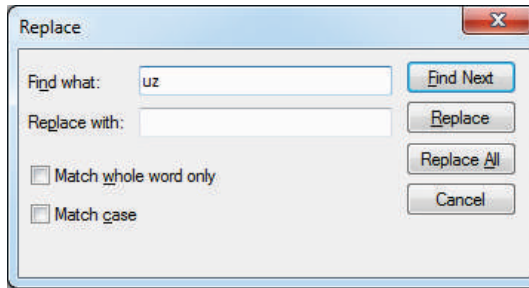 Replace
Find what: uz
Find Next
Replace with:
Replace
Match whole word only
Replace All
Match case
Cancel